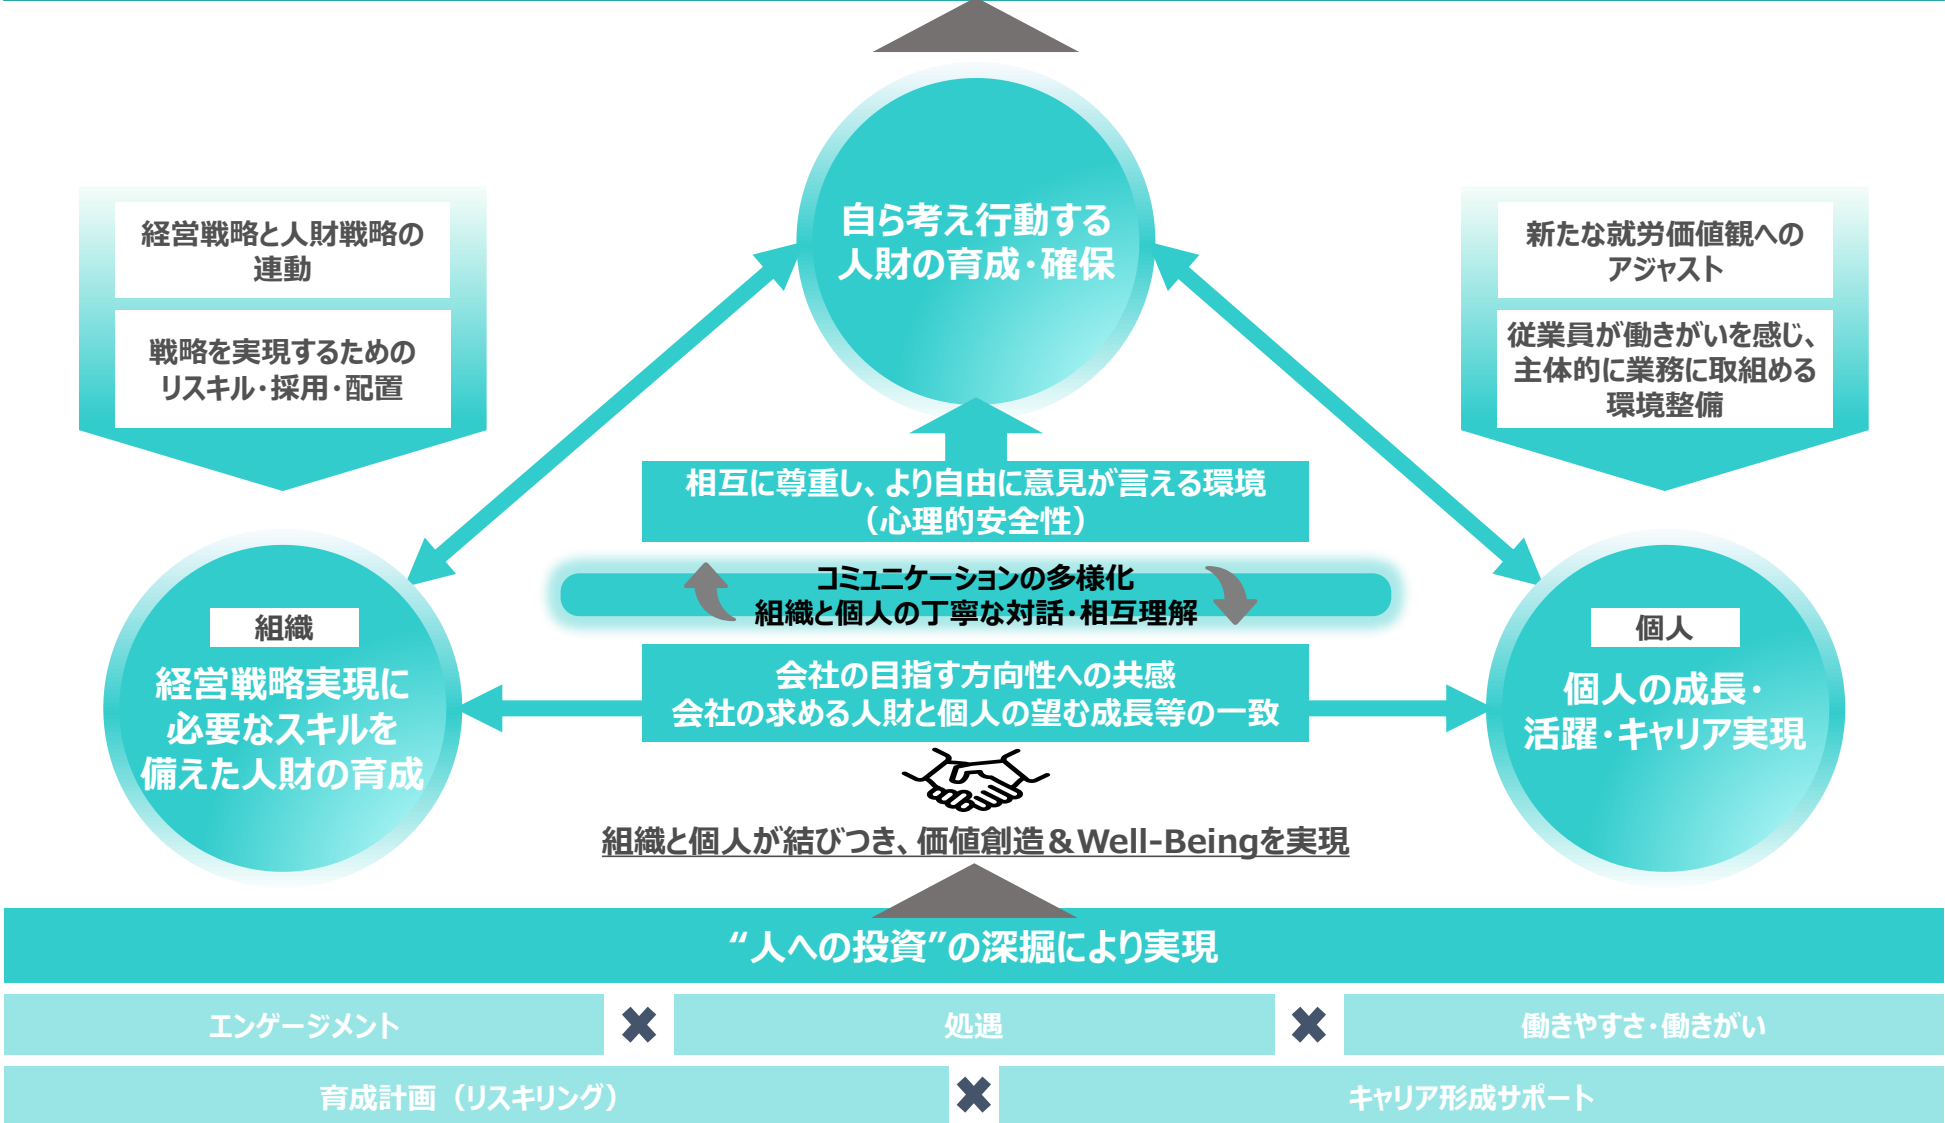 自ら考え行動する
人財の育成・確保
経営戦略と人財戦略の
連動
戦略を実現するための
リスキル・採用・配置
新たな就労価値観への
アジャスト
従業員が働きがいを感じ、
主体的に業務に取組める
環境整備
相互に尊重し、より自由に意見が言える環境
（心理的安全性）
コミュニケーションの多様化
組織と個人の丁寧な対話・相互理解
組織
経営戦略実現に
必要なスキルを
備えた人財の育成
会社の目指す方向性への共感
会社の求める人財と個人の望む成長等の一致
個人
個人の成長・
活躍・キャリア実現
組織と個人が結びつき、価値創造＆Well-Beingを実現
“人への投資”の深掘により実現
エンゲージメント
処遇
働きやすさ・働きがい
育成計画（リスキリング）
キャリア形成サポート